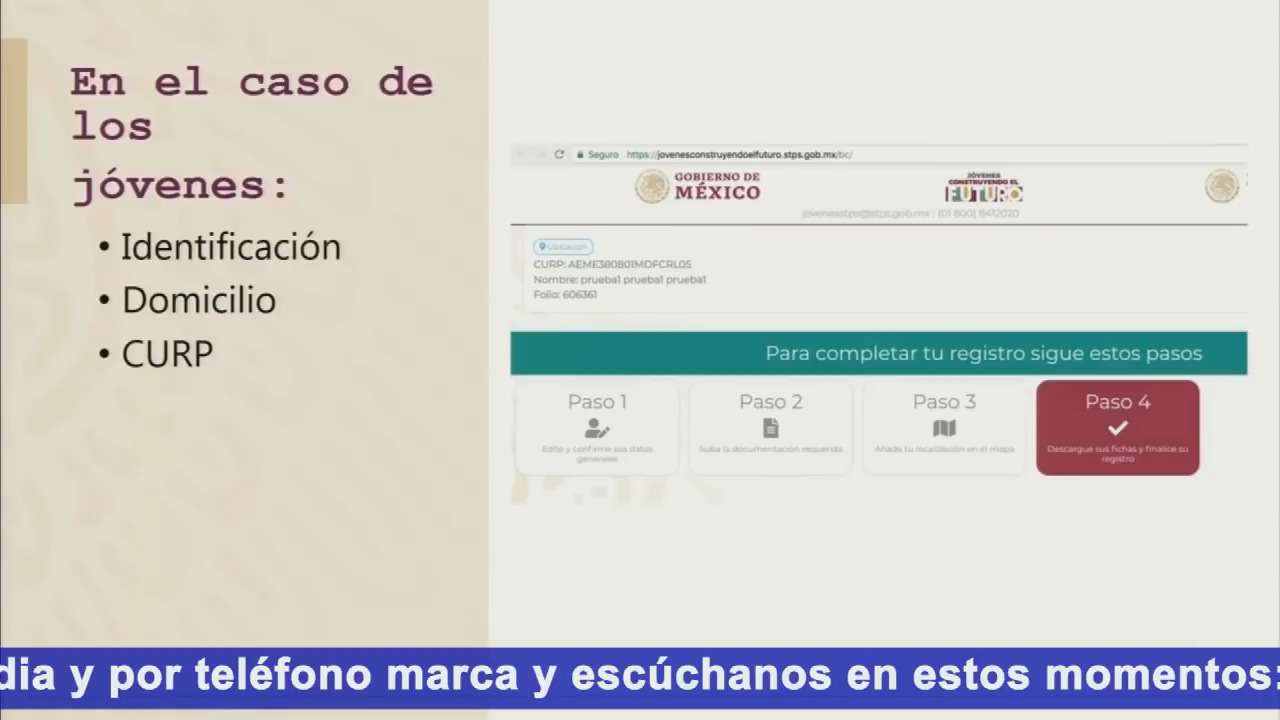 En el caso de
los
jóvenes:
• Identificación
• Domicilio
• CURP
Seguro https://jovenesconstruyendoelfuturo.stps.gob.mx/bc/
GOBIERNO DE
MÉXICO
JÓVENES
CONSTRUYENDO EL
FUTURO
jovenesstps@stps.gob.mx | (01 800) 8412020
Ubicación
CURP: AEME380801MDFCRL05
Nombre: prueba1 prueba1 prueba1
Folio: 606361
Para completar tu registro sigue estos pasos
Paso 1
Edite y confirme sus datos
generales
Paso 2
Suba la documentación requerida
Paso 3
Añade tu localización en el mapa
Paso 4
Descargue sus fichas y finalice su
registro
dia y por teléfono marca y escúchanos en estos momentos: